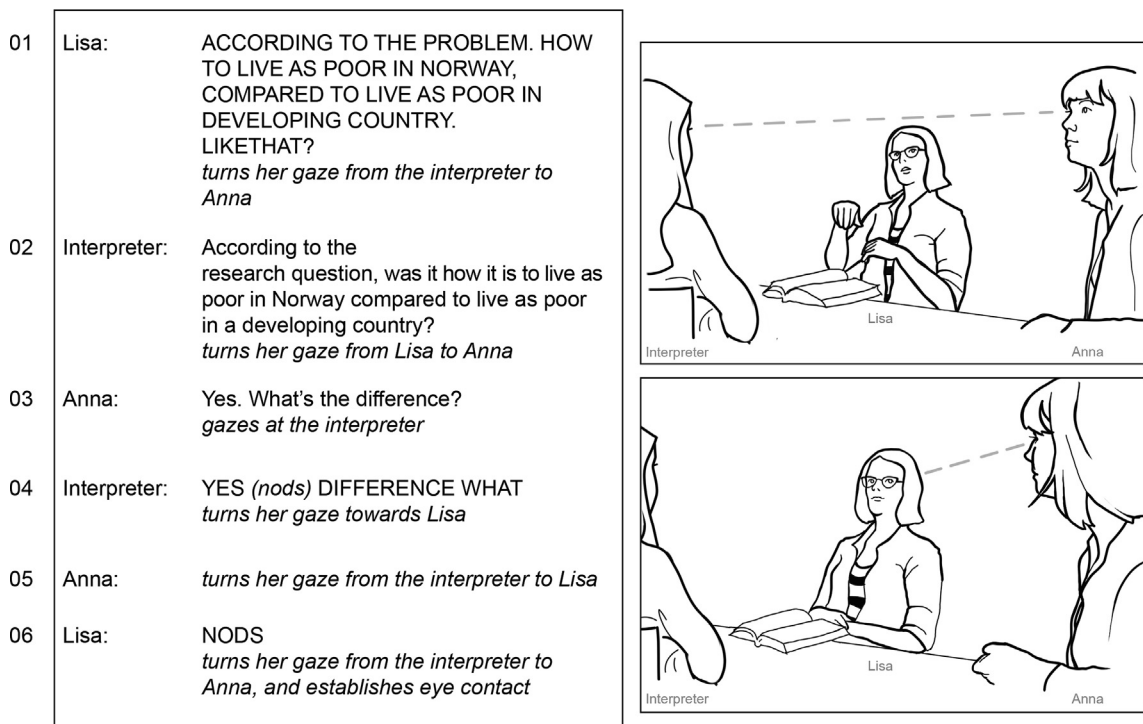 01 Lisa: ACCORDING TO THE PROBLEM. HOW
TO LIVE AS POOR IN NORWAY,
COMPARED TO LIVE AS POOR IN
DEVELOPING COUNTRY.
LIKETHAT?
turns her gaze from the interpreter to
Anna
02 Interpreter: According to the
research question, was it how it is to live as
poor in Norway compared to live as poor
in a developing country?
turns her gaze from Lisa to Anna
03 Anna: Yes. What's the difference?
gazes at the interpreter
04 Interpreter: YES (nods) DIFFERENCE WHAT
turns her gaze towards Lisa
05 Anna: turns her gaze from the interpreter to Lisa
06 Lisa: NODS
turns her gaze from the interpreter to
Anna, and establishes eye contact
Lisa
Interpreter
Anna
Lisa
Interpreter
Anna